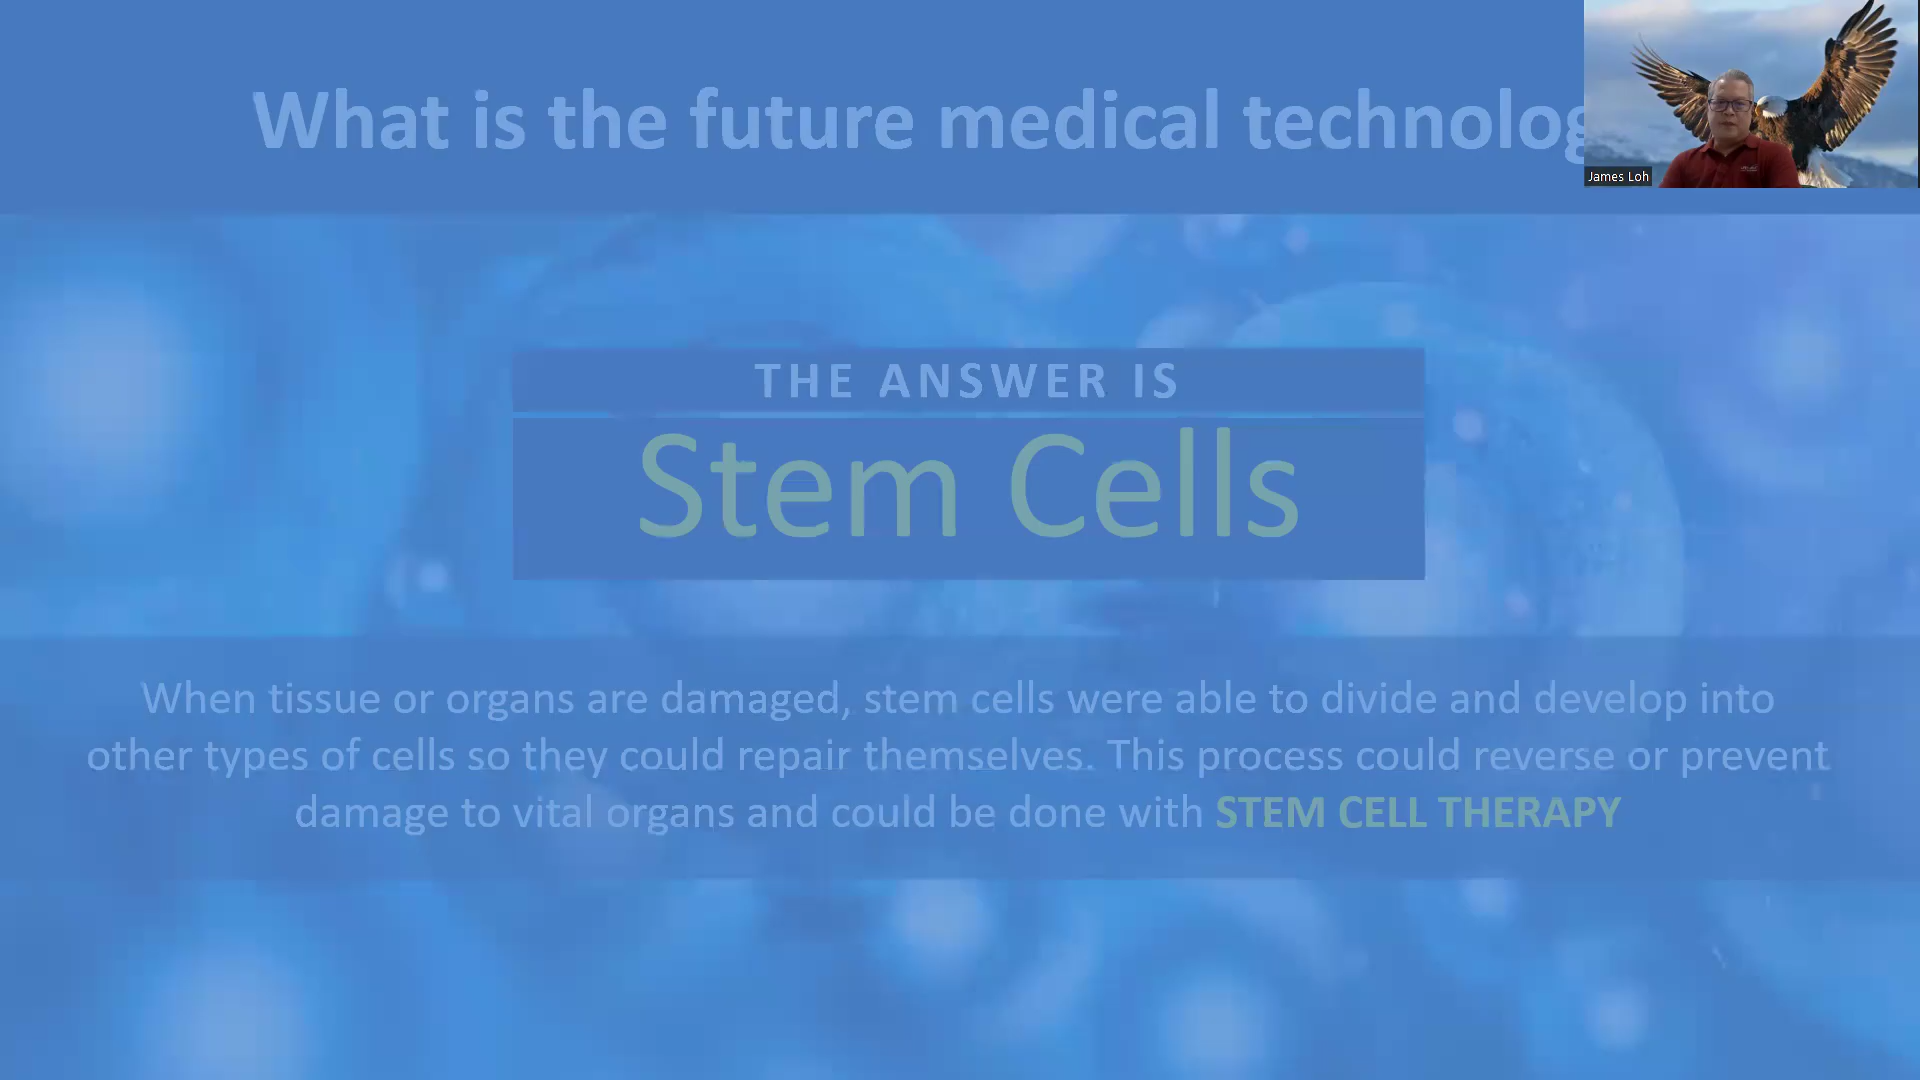 What is the future medical technolog
James Loh
THE ANSWER IS
Stem Cells
When tissue or organs are damaged, stem cells were able to divide and develop into
other types of cells so they could repair themselves. This process could reverse or prevent
damage to vital organs and could be done with STEM CELL THERAPY